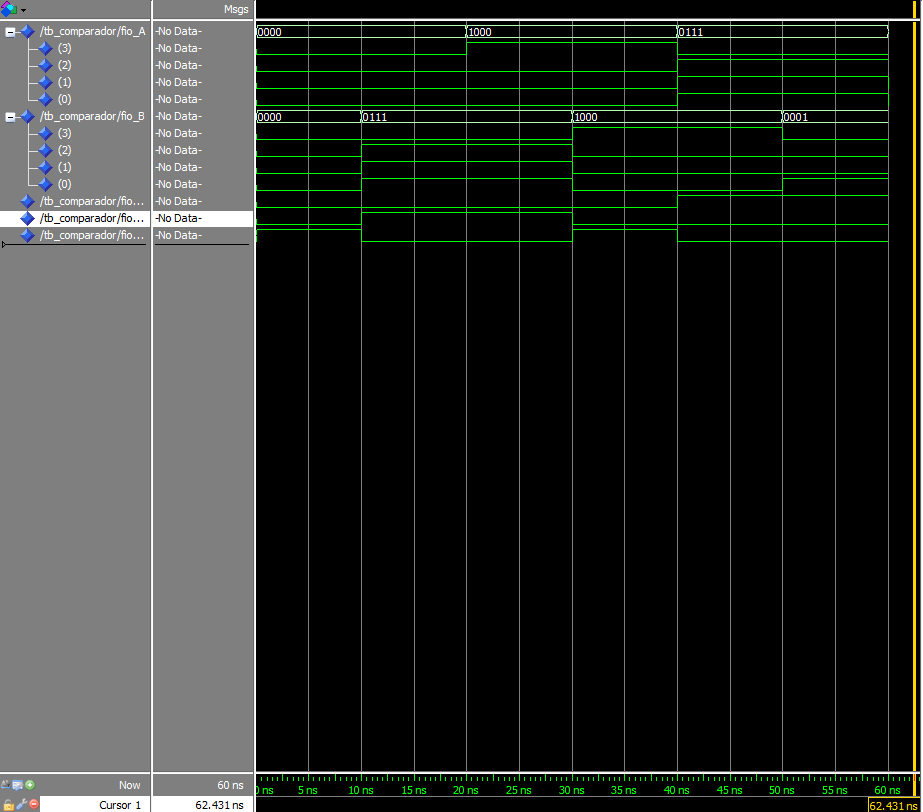 Msgs
/tb_comparador/fio_A -No Data- 0000 1000 0111
(3) -No Data-
(2) -No Data-
(1) -No Data-
(0) -No Data-
/tb_comparador/fio_B -No Data- 0000 0111 1000 0001
(3) -No Data-
(2) -No Data-
(1) -No Data-
(0) -No Data-
/tb_comparador/fio... -No Data-
/tb_comparador/fio... -No Data-
/tb_comparador/fio... -No Data-
Now 60 ns 0 ns 5 ns 10 ns 15 ns 20 ns 25 ns 30 ns 35 ns 40 ns 45 ns 50 ns 55 ns 60 ns
Cursor 1 62.431 ns 62.431 ns